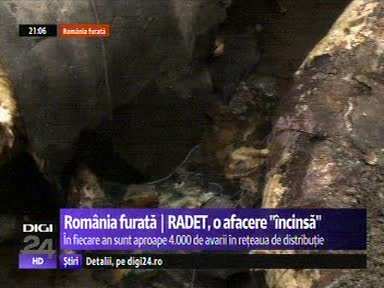 21:06
România furată
România furată | RADET, o afacere "încinsă"
În fiecare an sunt aproape 4.000 de avarii în rețeaua de distribuție
DIGI
24
HD
Știri
Detalii, pe digi24.ro